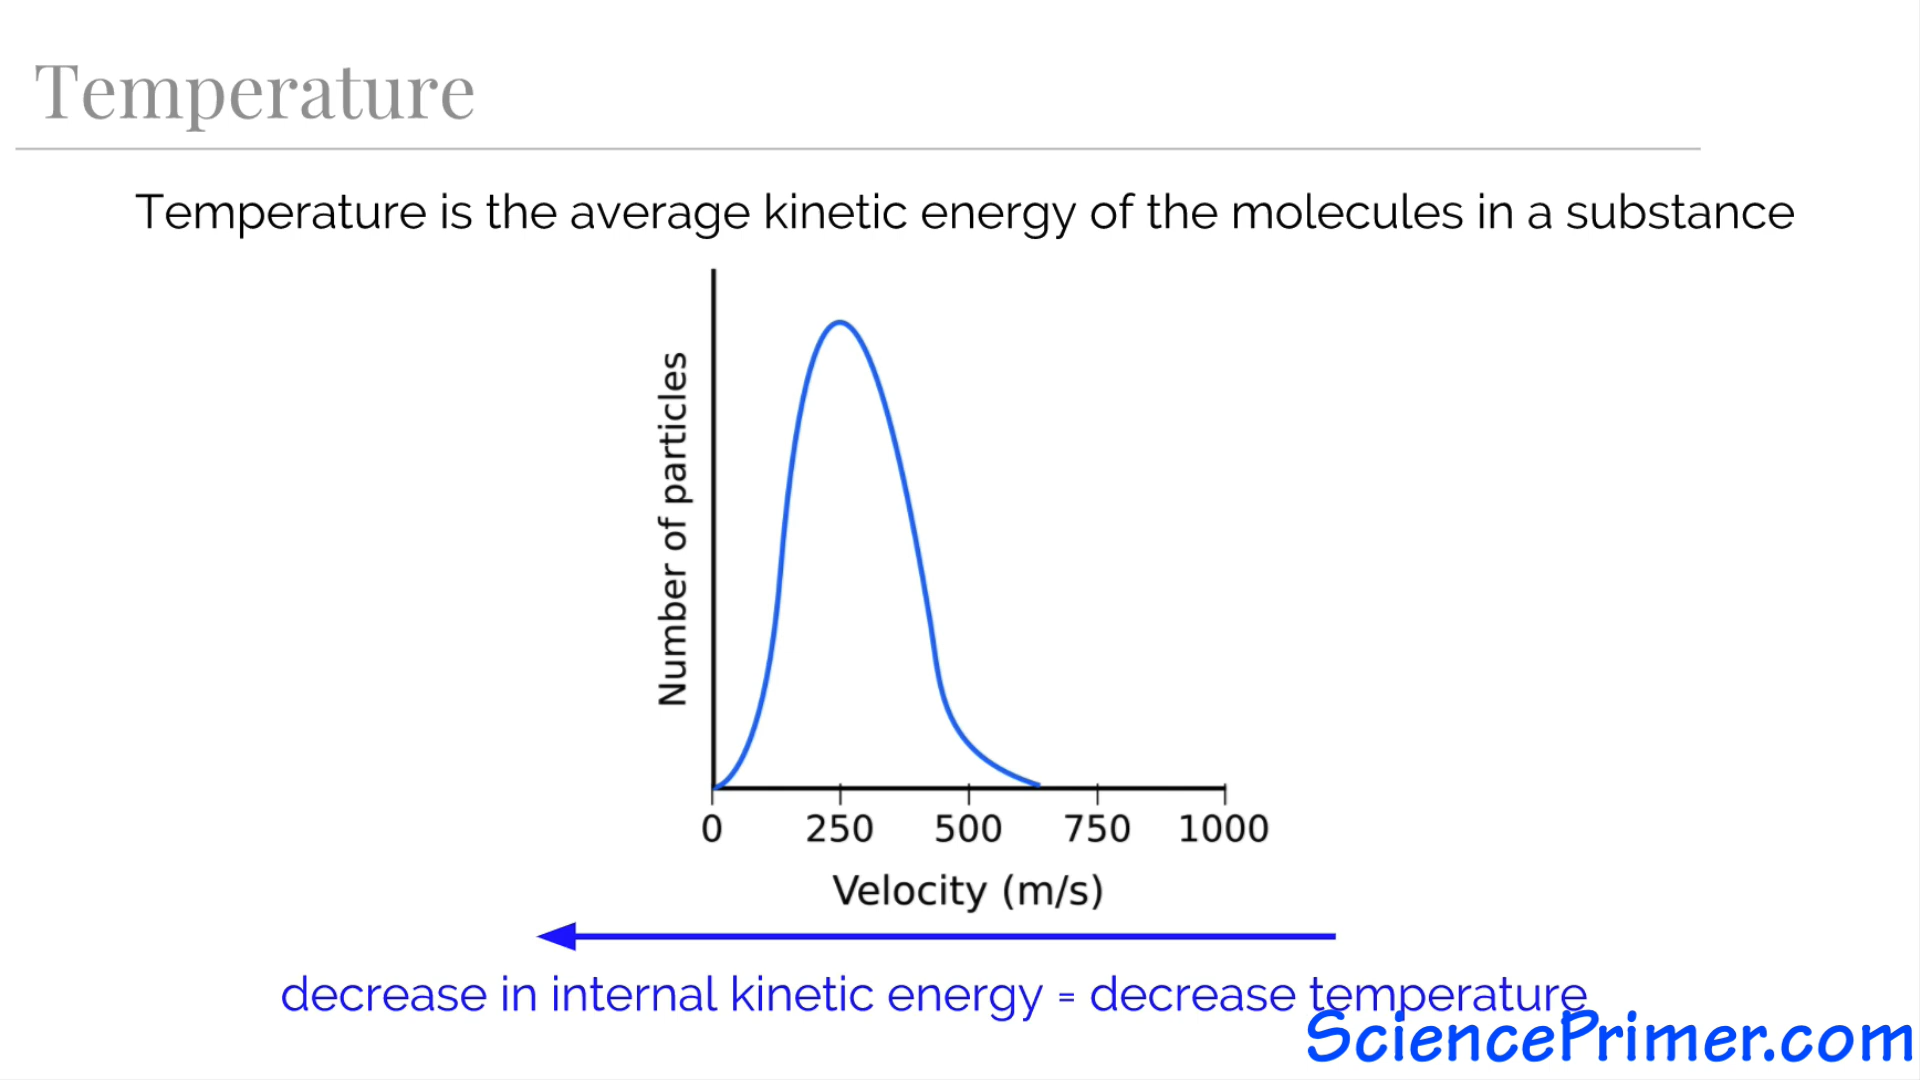 Temperature
Temperature is the average kinetic energy of the molecules in a substance
Number of particles
0 250 500 750 1000
Velocity (m/s)
decrease in internal kinetic energy = decrease temperature
SciencePrimer.com